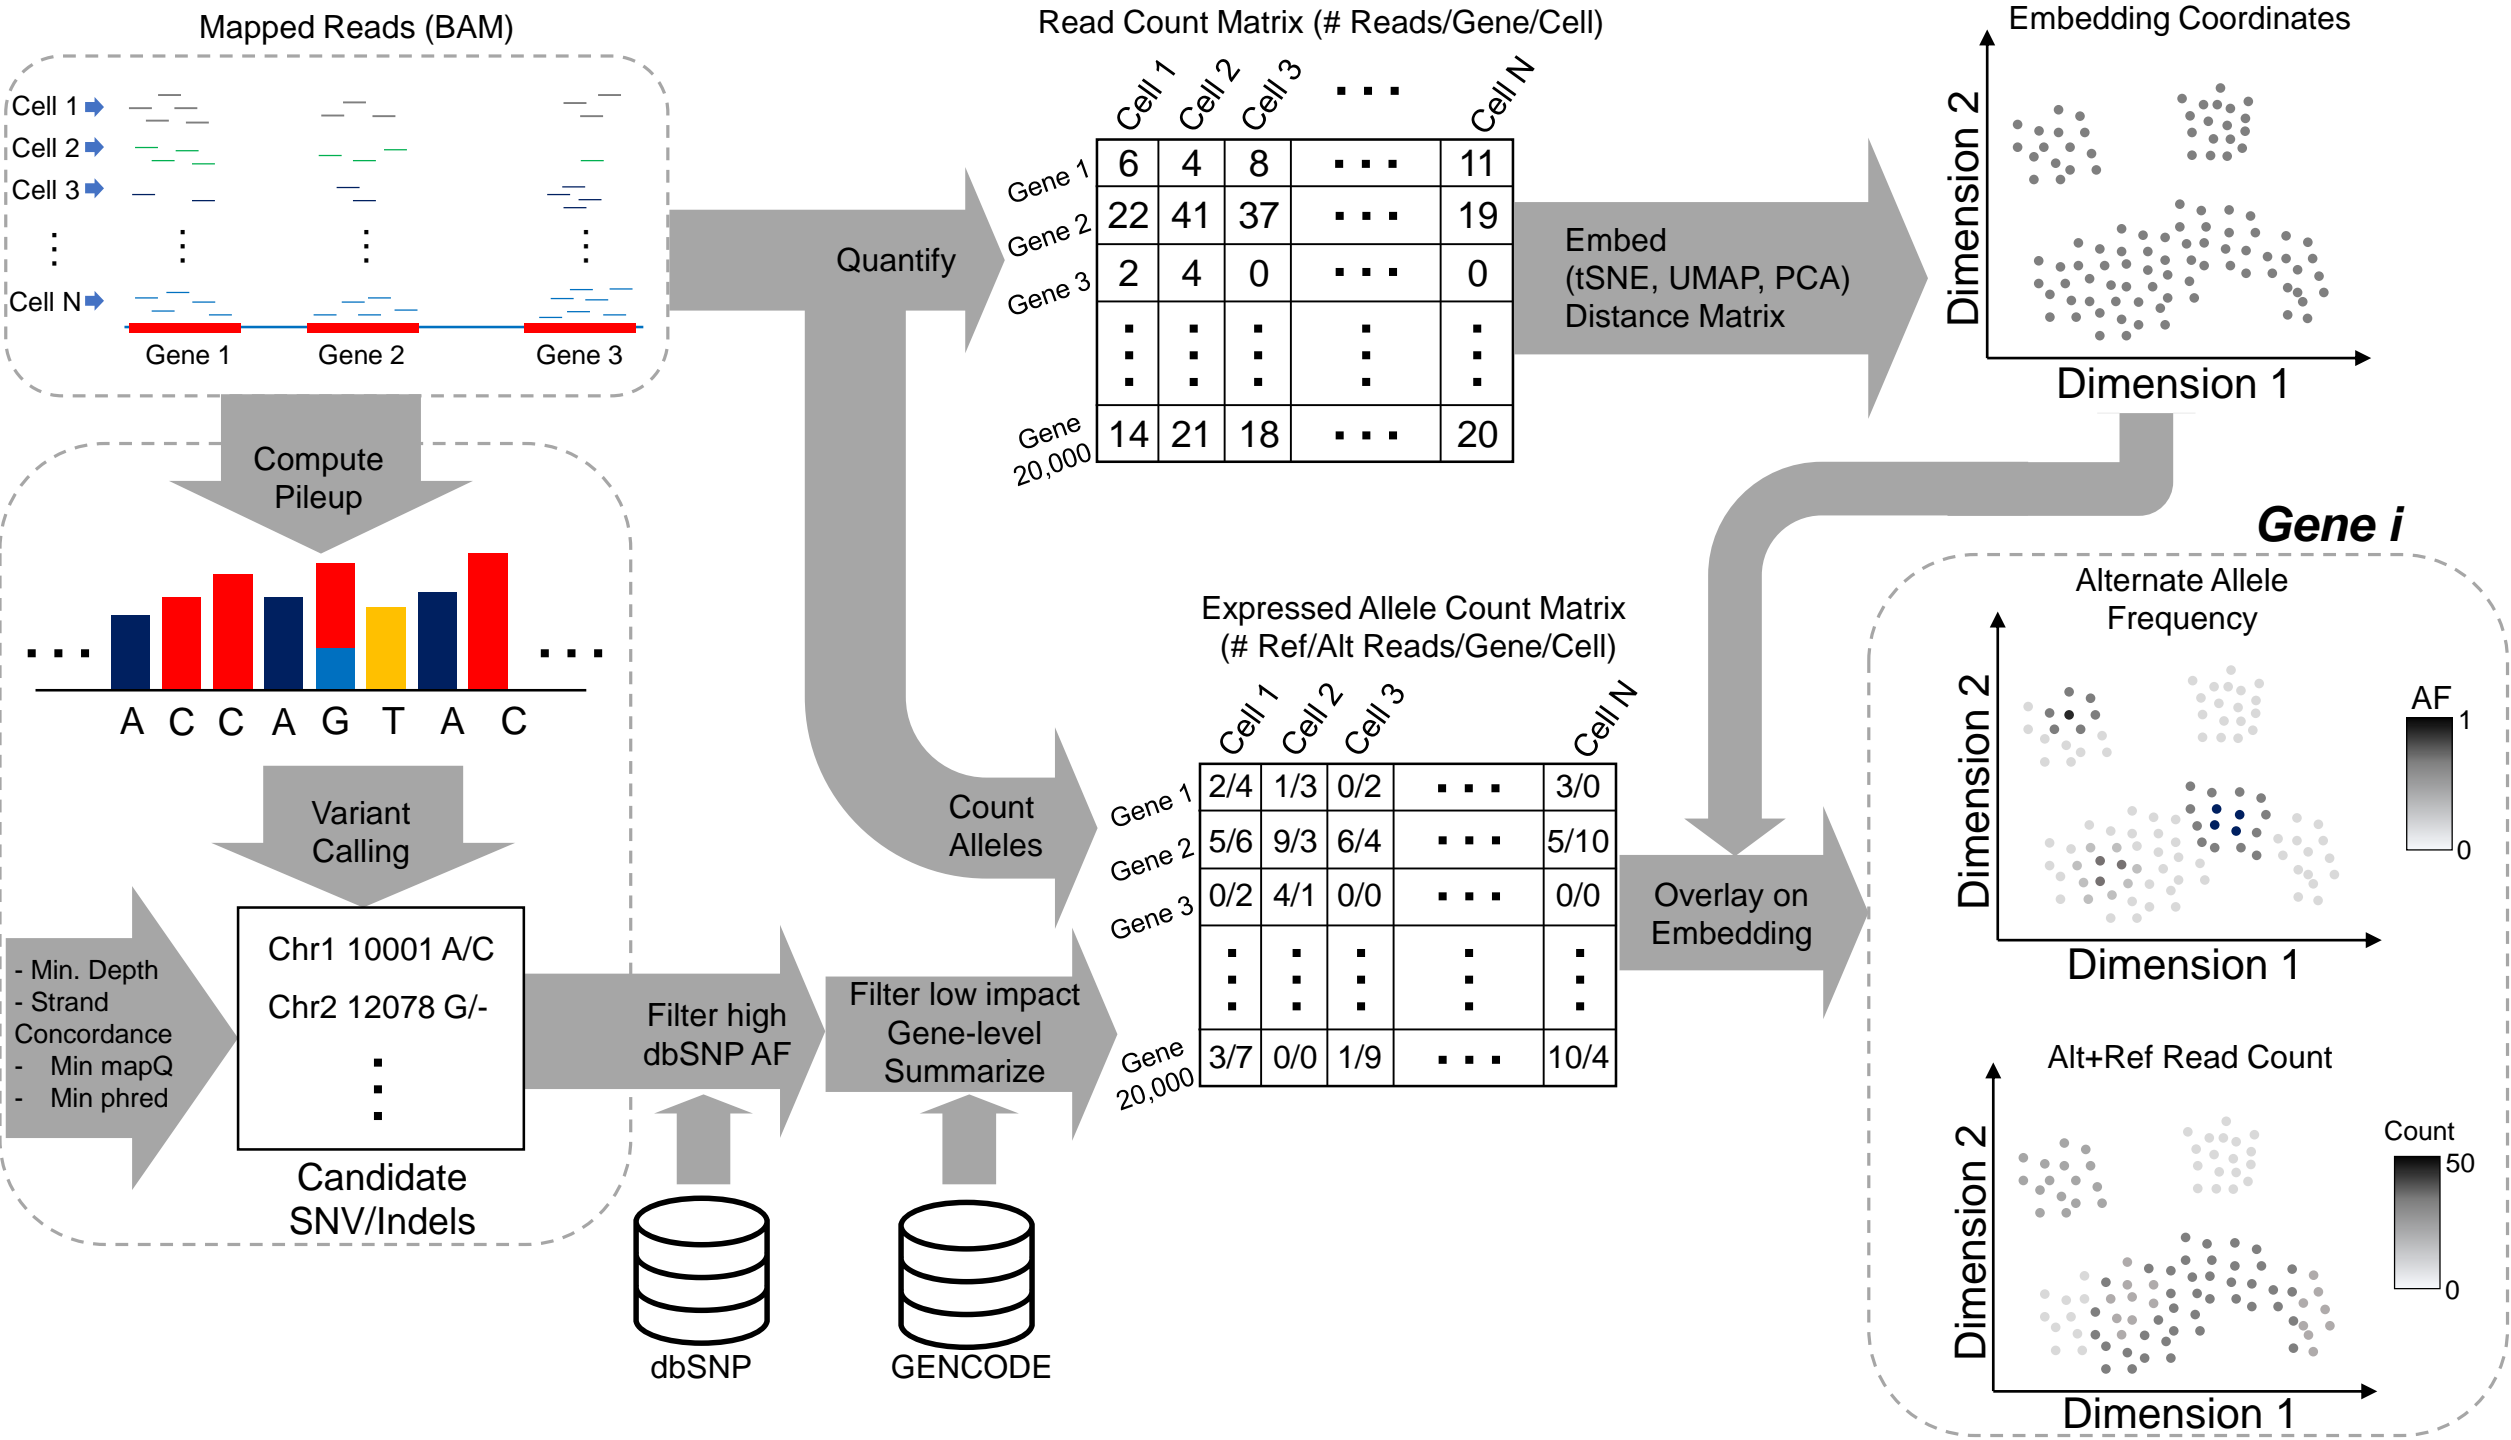 Mapped Reads (BAM)
Cell 1
Cell 2
Cell 3
Cell N
Gene 1 Gene 2 Gene 3
Quantify
Read Count Matrix (# Reads/Gene/Cell)
Cell 1 Cell 2 Cell 3 ... Cell N
Gene 1 6 4 8 ... 11
Gene 2 22 41 37 ... 19
Gene 3 2 4 0 ... 0
Gene
20,000
14 21 18 ... 20
Embed
(tSNE, UMAP, PCA)
Distance Matrix
Embedding Coordinates
Dimension 2
Dimension 1
Compute
Pileup
... ...
A C C A G T A C
Variant
Calling
- Min. Depth
- Strand
Concordance
- Min mapQ
- Min phred
Chr1 10001 A/C
Chr2 12078 G/-
Candidate
SNV/Indels
Filter high
dbSNP AF
dbSNP
Filter low impact
Gene-level
Summarize
GENCODE
Count
Alleles
Expressed Allele Count Matrix
(# Ref/Alt Reads/Gene/Cell)
Cell 1 Cell 2 Cell 3 Cell N
Gene 1 2/4 1/3 0/2 ... 3/0
Gene 2 5/6 9/3 6/4 ... 5/10
Gene 3 0/2 4/1 0/0 ... 0/0
Gene
20,000
3/7 0/0 1/9 ... 10/4
Overlay on
Embedding
Gene i
Alternate Allele
Frequency
Dimension 2
Dimension 1
AF
1
0
Alt+Ref Read Count
Dimension 2
Dimension 1
Count
50
0